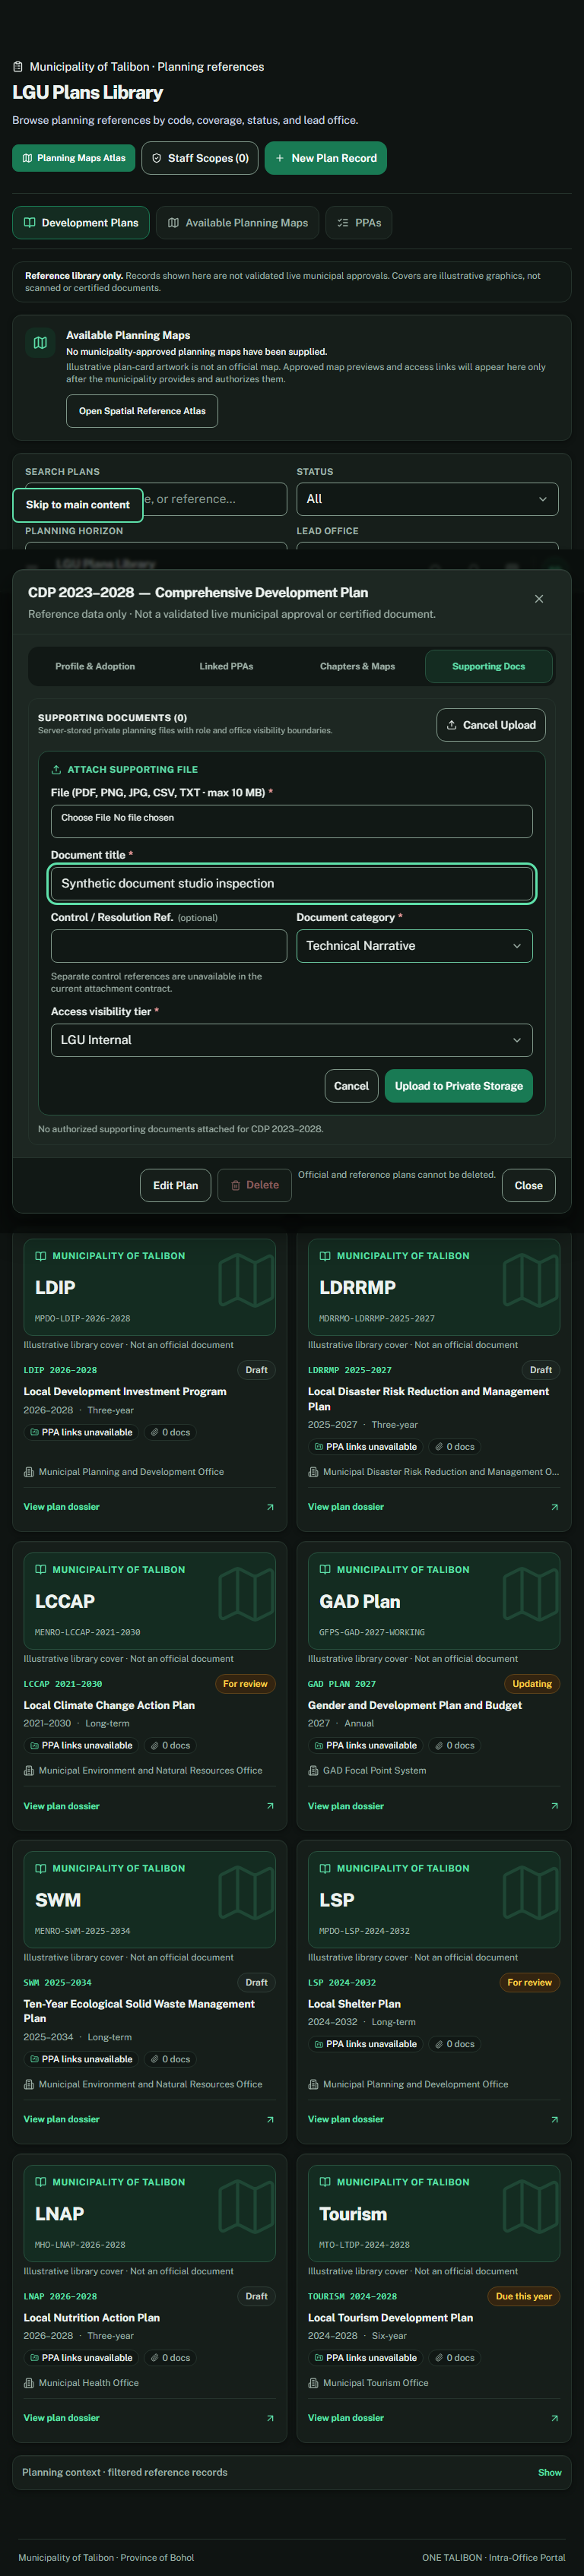 Municipality of Talibon · Planning references
LGU Plans Library
Browse planning references by code, coverage, status, and lead office.
Planning Maps Atlas
Staff Scopes (0)
New Plan Record
Development Plans
Available Planning Maps
PPAs
Reference library only. Records shown here are not validated live municipal approvals. Covers are illustrative graphics, not
scanned or certified documents.
Available Planning Maps
No municipality-approved planning maps have been supplied.
Illustrative plan-card artwork is not an official map. Approved map previews and access links will appear here only
after the municipality provides and authorizes them.
Open Spatial Reference Atlas
SEARCH PLANS
STATUS
Skip to main content
e, or reference...
All
PLANNING HORIZON
LEAD OFFICE
LGU Plans Library
CDP 2023–2028 — Comprehensive Development Plan
Reference data only · Not a validated live municipal approval or certified document.
Profile & Adoption
Linked PPAs
Chapters & Maps
Supporting Docs
SUPPORTING DOCUMENTS (0)
Server-stored private planning files with role and office visibility boundaries.
Cancel Upload
ATTACH SUPPORTING FILE
File (PDF, PNG, JPG, CSV, TXT · max 10 MB) *
Choose File No file chosen
Document title *
Synthetic document studio inspection
Control / Resolution Ref. (optional)
Document category *
Technical Narrative
Separate control references are unavailable in the
current attachment contract.
Access visibility tier *
LGU Internal
Cancel
Upload to Private Storage
No authorized supporting documents attached for CDP 2023–2028.
Edit Plan
Delete
Official and reference plans cannot be deleted.
Close
MUNICIPALITY OF TALIBON
LDIP
MPDO-LDIP-2026-2028
Illustrative library cover · Not an official document
LDIP 2026–2028
Draft
Local Development Investment Program
2026–2028 · Three-year
PPA links unavailable
0 docs
Municipal Planning and Development Office
View plan dossier
MUNICIPALITY OF TALIBON
LDRRMP
MDRRMO-LDRRMP-2025-2027
Illustrative library cover · Not an official document
LDRRMP 2025–2027
Draft
Local Disaster Risk Reduction and Management
Plan
2025–2027 · Three-year
PPA links unavailable
0 docs
Municipal Disaster Risk Reduction and Management O...
View plan dossier
MUNICIPALITY OF TALIBON
LCCAP
MENRO-LCCAP-2021-2030
Illustrative library cover · Not an official document
LCCAP 2021–2030
For review
Local Climate Change Action Plan
2021–2030 · Long-term
PPA links unavailable
0 docs
Municipal Environment and Natural Resources Office
View plan dossier
MUNICIPALITY OF TALIBON
GAD Plan
GFPS-GAD-2027-WORKING
Illustrative library cover · Not an official document
GAD PLAN 2027
Updating
Gender and Development Plan and Budget
2027 · Annual
PPA links unavailable
0 docs
GAD Focal Point System
View plan dossier
MUNICIPALITY OF TALIBON
SWM
MENRO-SWM-2025-2034
Illustrative library cover · Not an official document
SWM 2025–2034
Draft
Ten-Year Ecological Solid Waste Management
Plan
2025–2034 · Long-term
PPA links unavailable
0 docs
Municipal Environment and Natural Resources Office
View plan dossier
MUNICIPALITY OF TALIBON
LSP
MPDO-LSP-2024-2032
Illustrative library cover · Not an official document
LSP 2024–2032
For review
Local Shelter Plan
2024–2032 · Long-term
PPA links unavailable
0 docs
Municipal Planning and Development Office
View plan dossier
MUNICIPALITY OF TALIBON
LNAP
MHO-LNAP-2026-2028
Illustrative library cover · Not an official document
LNAP 2026–2028
Draft
Local Nutrition Action Plan
2026–2028 · Three-year
PPA links unavailable
0 docs
Municipal Health Office
View plan dossier
MUNICIPALITY OF TALIBON
Tourism
MTO-LTDP-2024-2028
Illustrative library cover · Not an official document
TOURISM 2024–2028
Due this year
Local Tourism Development Plan
2024–2028 · Six-year
PPA links unavailable
0 docs
Municipal Tourism Office
View plan dossier
Planning context · filtered reference records
Show
Municipality of Talibon · Province of Bohol
ONE TALIBON · Intra-Office Portal